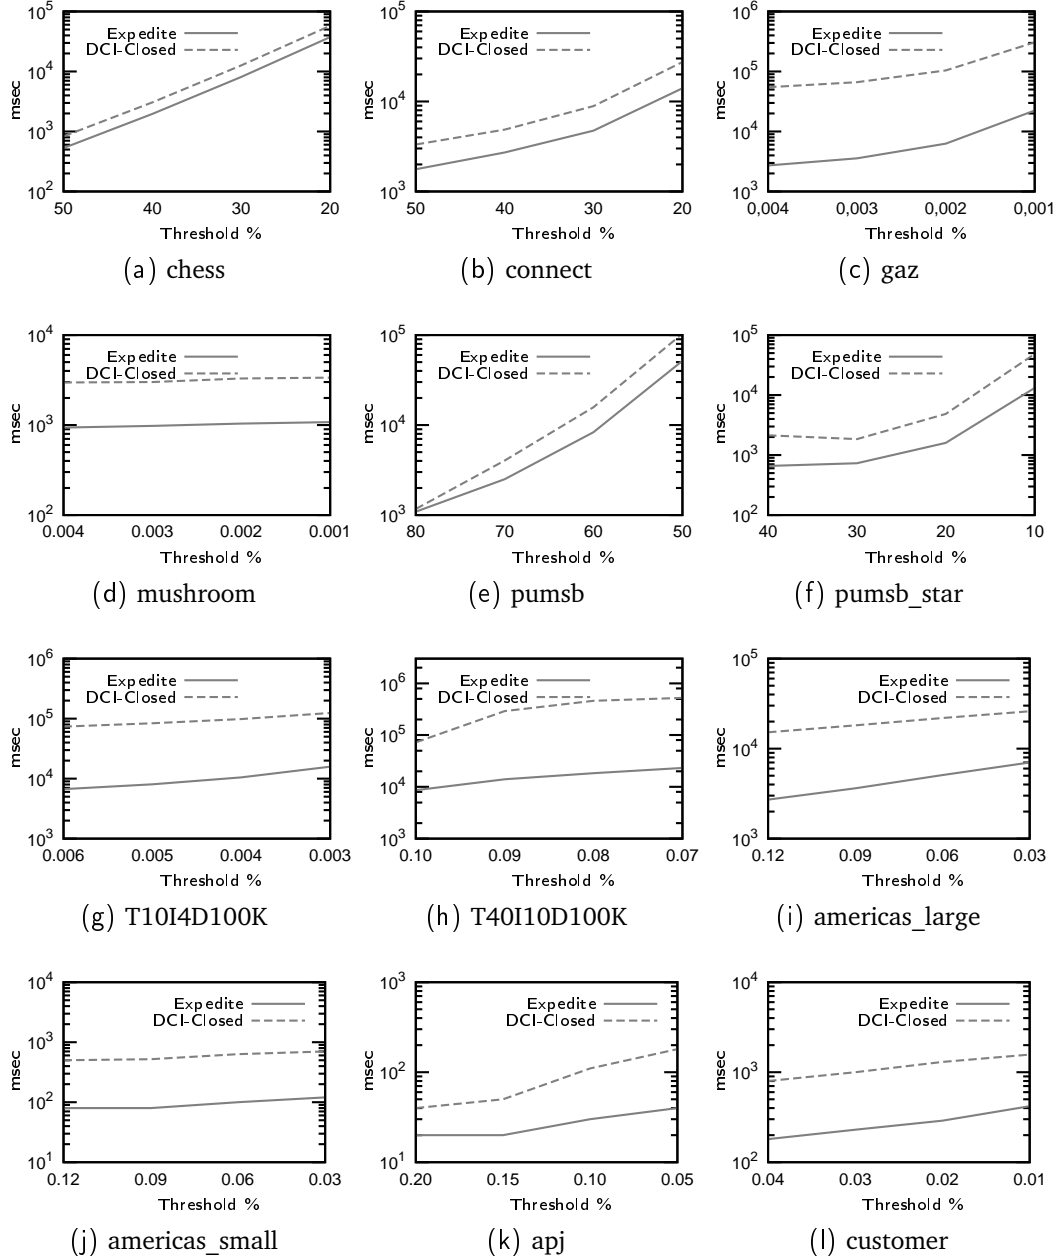 10^5
10^4
10^3
10^2
msec
Expedite
DCI-Closed
50 40 30 20
Threshold %
(a) chess
10^5
10^4
10^3
msec
Expedite
DCI-Closed
50 40 30 20
Threshold %
(b) connect
10^6
10^5
10^4
10^3
msec
Expedite
DCI-Closed
0,004 0,003 0,002 0,001
Threshold %
(c) gaz
10^4
10^3
10^2
msec
Expedite
DCI-Closed
0.004 0.003 0.002 0.001
Threshold %
(d) mushroom
10^5
10^4
10^3
msec
Expedite
DCI-Closed
80 70 60 50
Threshold %
(e) pumsb
10^5
10^4
10^3
10^2
msec
Expedite
DCI-Closed
40 30 20 10
Threshold %
(f) pumsb_star
10^6
10^5
10^4
10^3
msec
Expedite
DCI-Closed
0.006 0.005 0.004 0.003
Threshold %
(g) T10I4D100K
10^6
10^5
10^4
10^3
msec
Expedite
DCI-Closed
0.10 0.09 0.08 0.07
Threshold %
(h) T40I10D100K
10^5
10^4
10^3
msec
Expedite
DCI-Closed
0.12 0.09 0.06 0.03
Threshold %
(i) americas_large
10^4
10^3
10^2
10^1
msec
Expedite
DCI-Closed
0.12 0.09 0.06 0.03
Threshold %
(j) americas_small
10^3
10^2
10^1
msec
Expedite
DCI-Closed
0.20 0.15 0.10 0.05
Threshold %
(k) apj
10^4
10^3
10^2
msec
Expedite
DCI-Closed
0.04 0.03 0.02 0.01
Threshold %
(l) customer